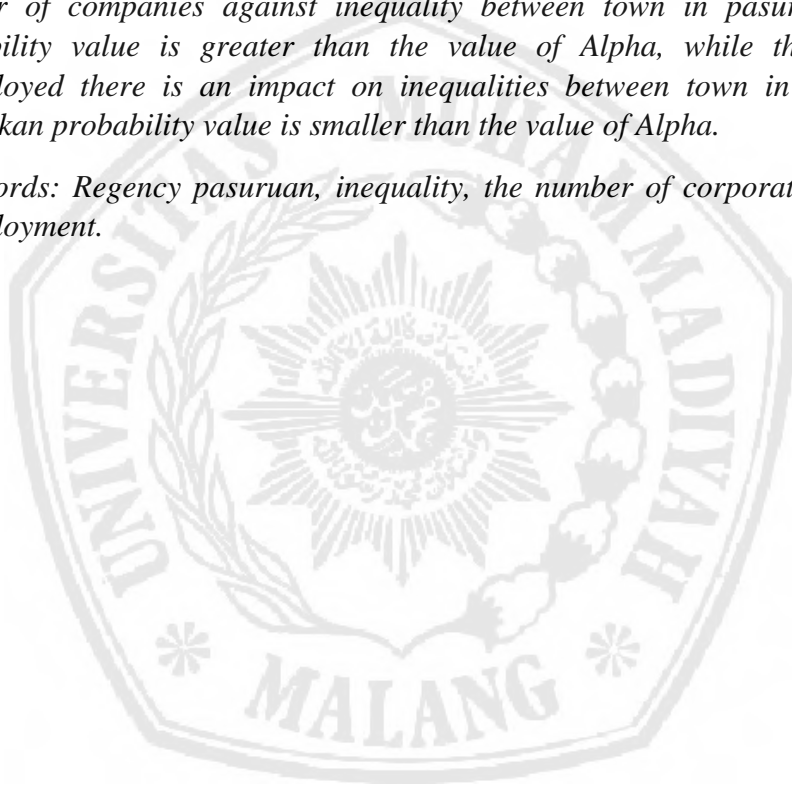 r of companies against inequality between town in pasur
bility value is greater than the value of Alpha, while th
loyed there is an impact on inequalities between town in
kan probability value is smaller than the value of Alpha.
ords: Regency pasuruan, inequality, the number of corporat
loyment.
UNIVERSITAS MUHAMMADIYAH
MALANG